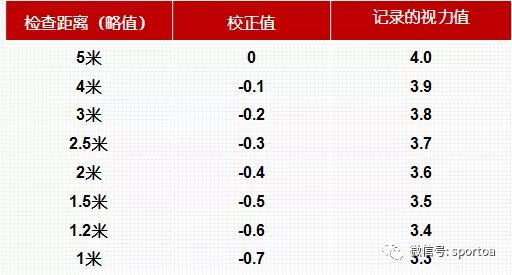 检查距离（略值） 校正值 记录的视力值
5米 0 4.0
4米 -0.1 3.9
3米 -0.2 3.8
2.5米 -0.3 3.7
2米 -0.4 3.6
1.5米 -0.5 3.5
1.2米 -0.6 3.4
1米 -0.7 3.3
微信号: sportoa